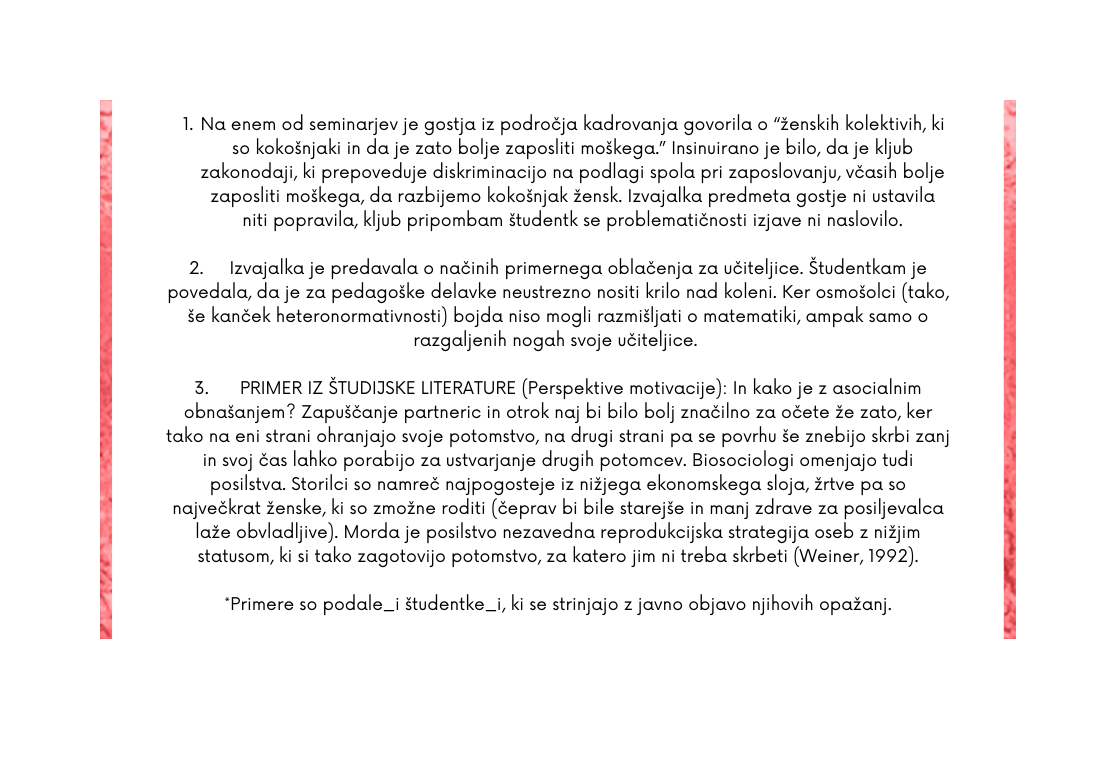 1. Na enem od seminarjev je gostja iz področja kadrovanja govorila o “ženskih kolektivih, ki
so kokošnjaki in da je zato bolje zaposliti moškega.” Insinuirano je bilo, da je kljub
zakonodaji, ki prepoveduje diskriminacijo na podlagi spola pri zaposlovanju, včasih bolje
zaposliti moškega, da razbijemo kokošnjak žensk. Izvajalka predmeta gostje ni ustavila
niti popravila, kljub pripombam študentk se problematičnosti izjave ni naslovilo.
2. Izvajalka je predavala o načinih primernega oblačenja za učiteljice. Študentkam je
povedala, da je za pedagoške delavke neustrezno nositi krilo nad koleni. Ker osmošolci (tako,
še kanček heteronormativnosti) bojda niso mogli razmišljati o matematiki, ampak samo o
razgaljenih nogah svoje učiteljice.
3. PRIMER IZ ŠTUDIJSKE LITERATURE (Perspektive motivacije): In kako je z asocialnim
obnašanjem? Zapuščanje partneric in otrok naj bi bilo bolj značilno za očete že zato, ker
tako na eni strani ohranjajo svoje potomstvo, na drugi strani pa se povrhu še znebijo skrbi zanj
in svoj čas lahko porabijo za ustvarjanje drugih potomcev. Biosociologi omenjajo tudi
posilstva. Storilci so namreč najpogosteje iz nižjega ekonomskega sloja, žrtve pa so
največkrat ženske, ki so zmožne roditi (čeprav bi bile starejše in manj zdrave za posiljevalca
laže obvladljive). Morda je posilstvo nezavedna reprodukcijska strategija oseb z nižjim
statusom, ki si tako zagotovijo potomstvo, za katero jim ni treba skrbeti (Weiner, 1992).
*Primere so podale_i študentke_i, ki se strinjajo z javno objavo njihovih opažanj.